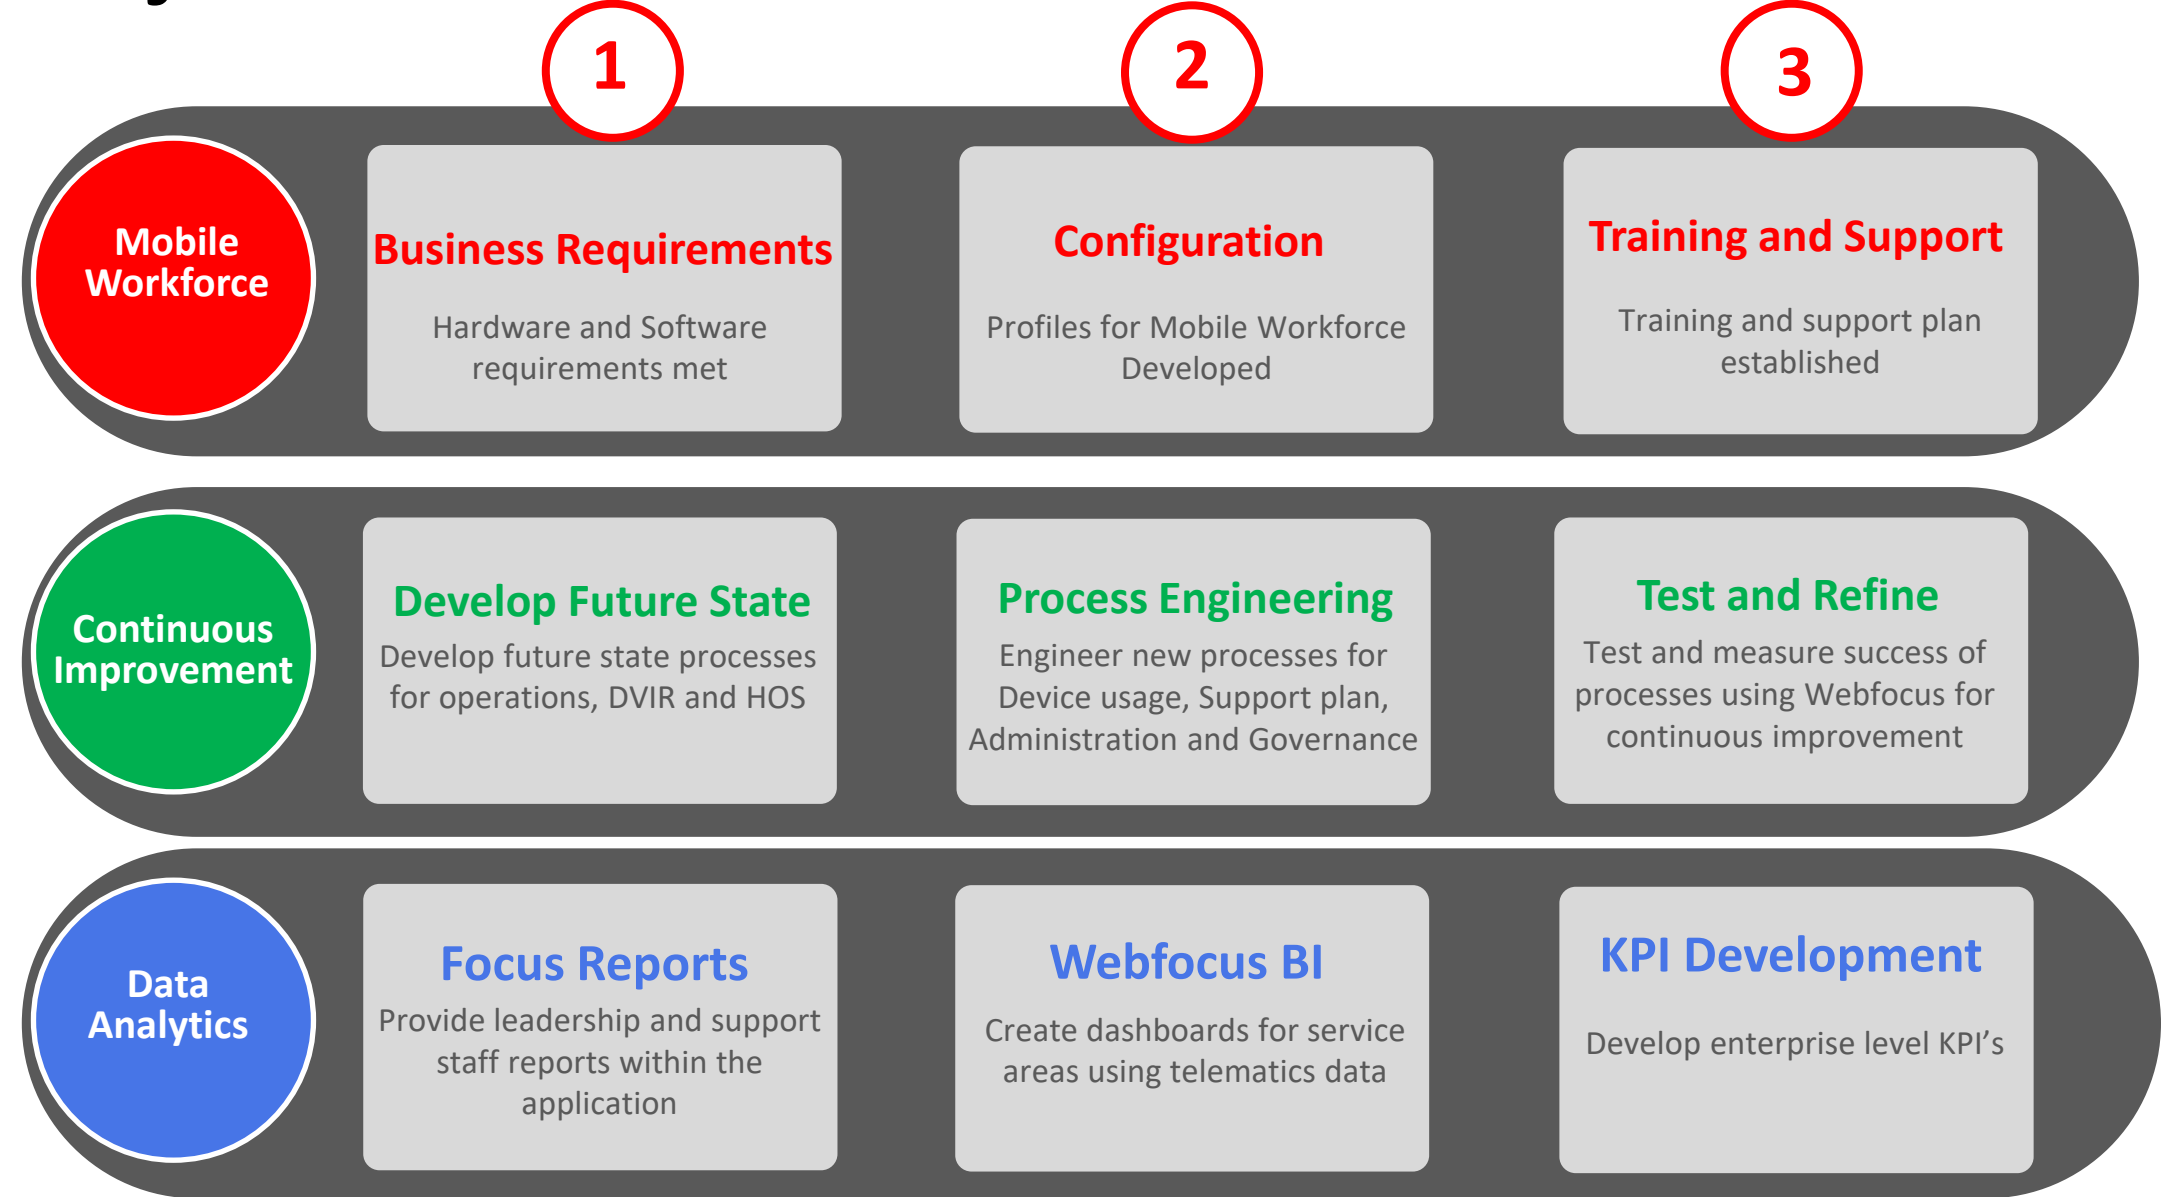 1
2
3
Mobile
Workforce
Business Requirements
Hardware and Software
requirements met
Configuration
Profiles for Mobile Workforce
Developed
Training and Support
Training and support plan
established
Continuous
Improvement
Develop Future State
Develop future state processes
for operations, DVIR and HOS
Process Engineering
Engineer new processes for
Device usage, Support plan,
Administration and Governance
Test and Refine
Test and measure success of
processes using Webfocus for
continuous improvement
Data
Analytics
Focus Reports
Provide leadership and support
staff reports within the
application
Webfocus BI
Create dashboards for service
areas using telematics data
KPI Development
Develop enterprise level KPI’s